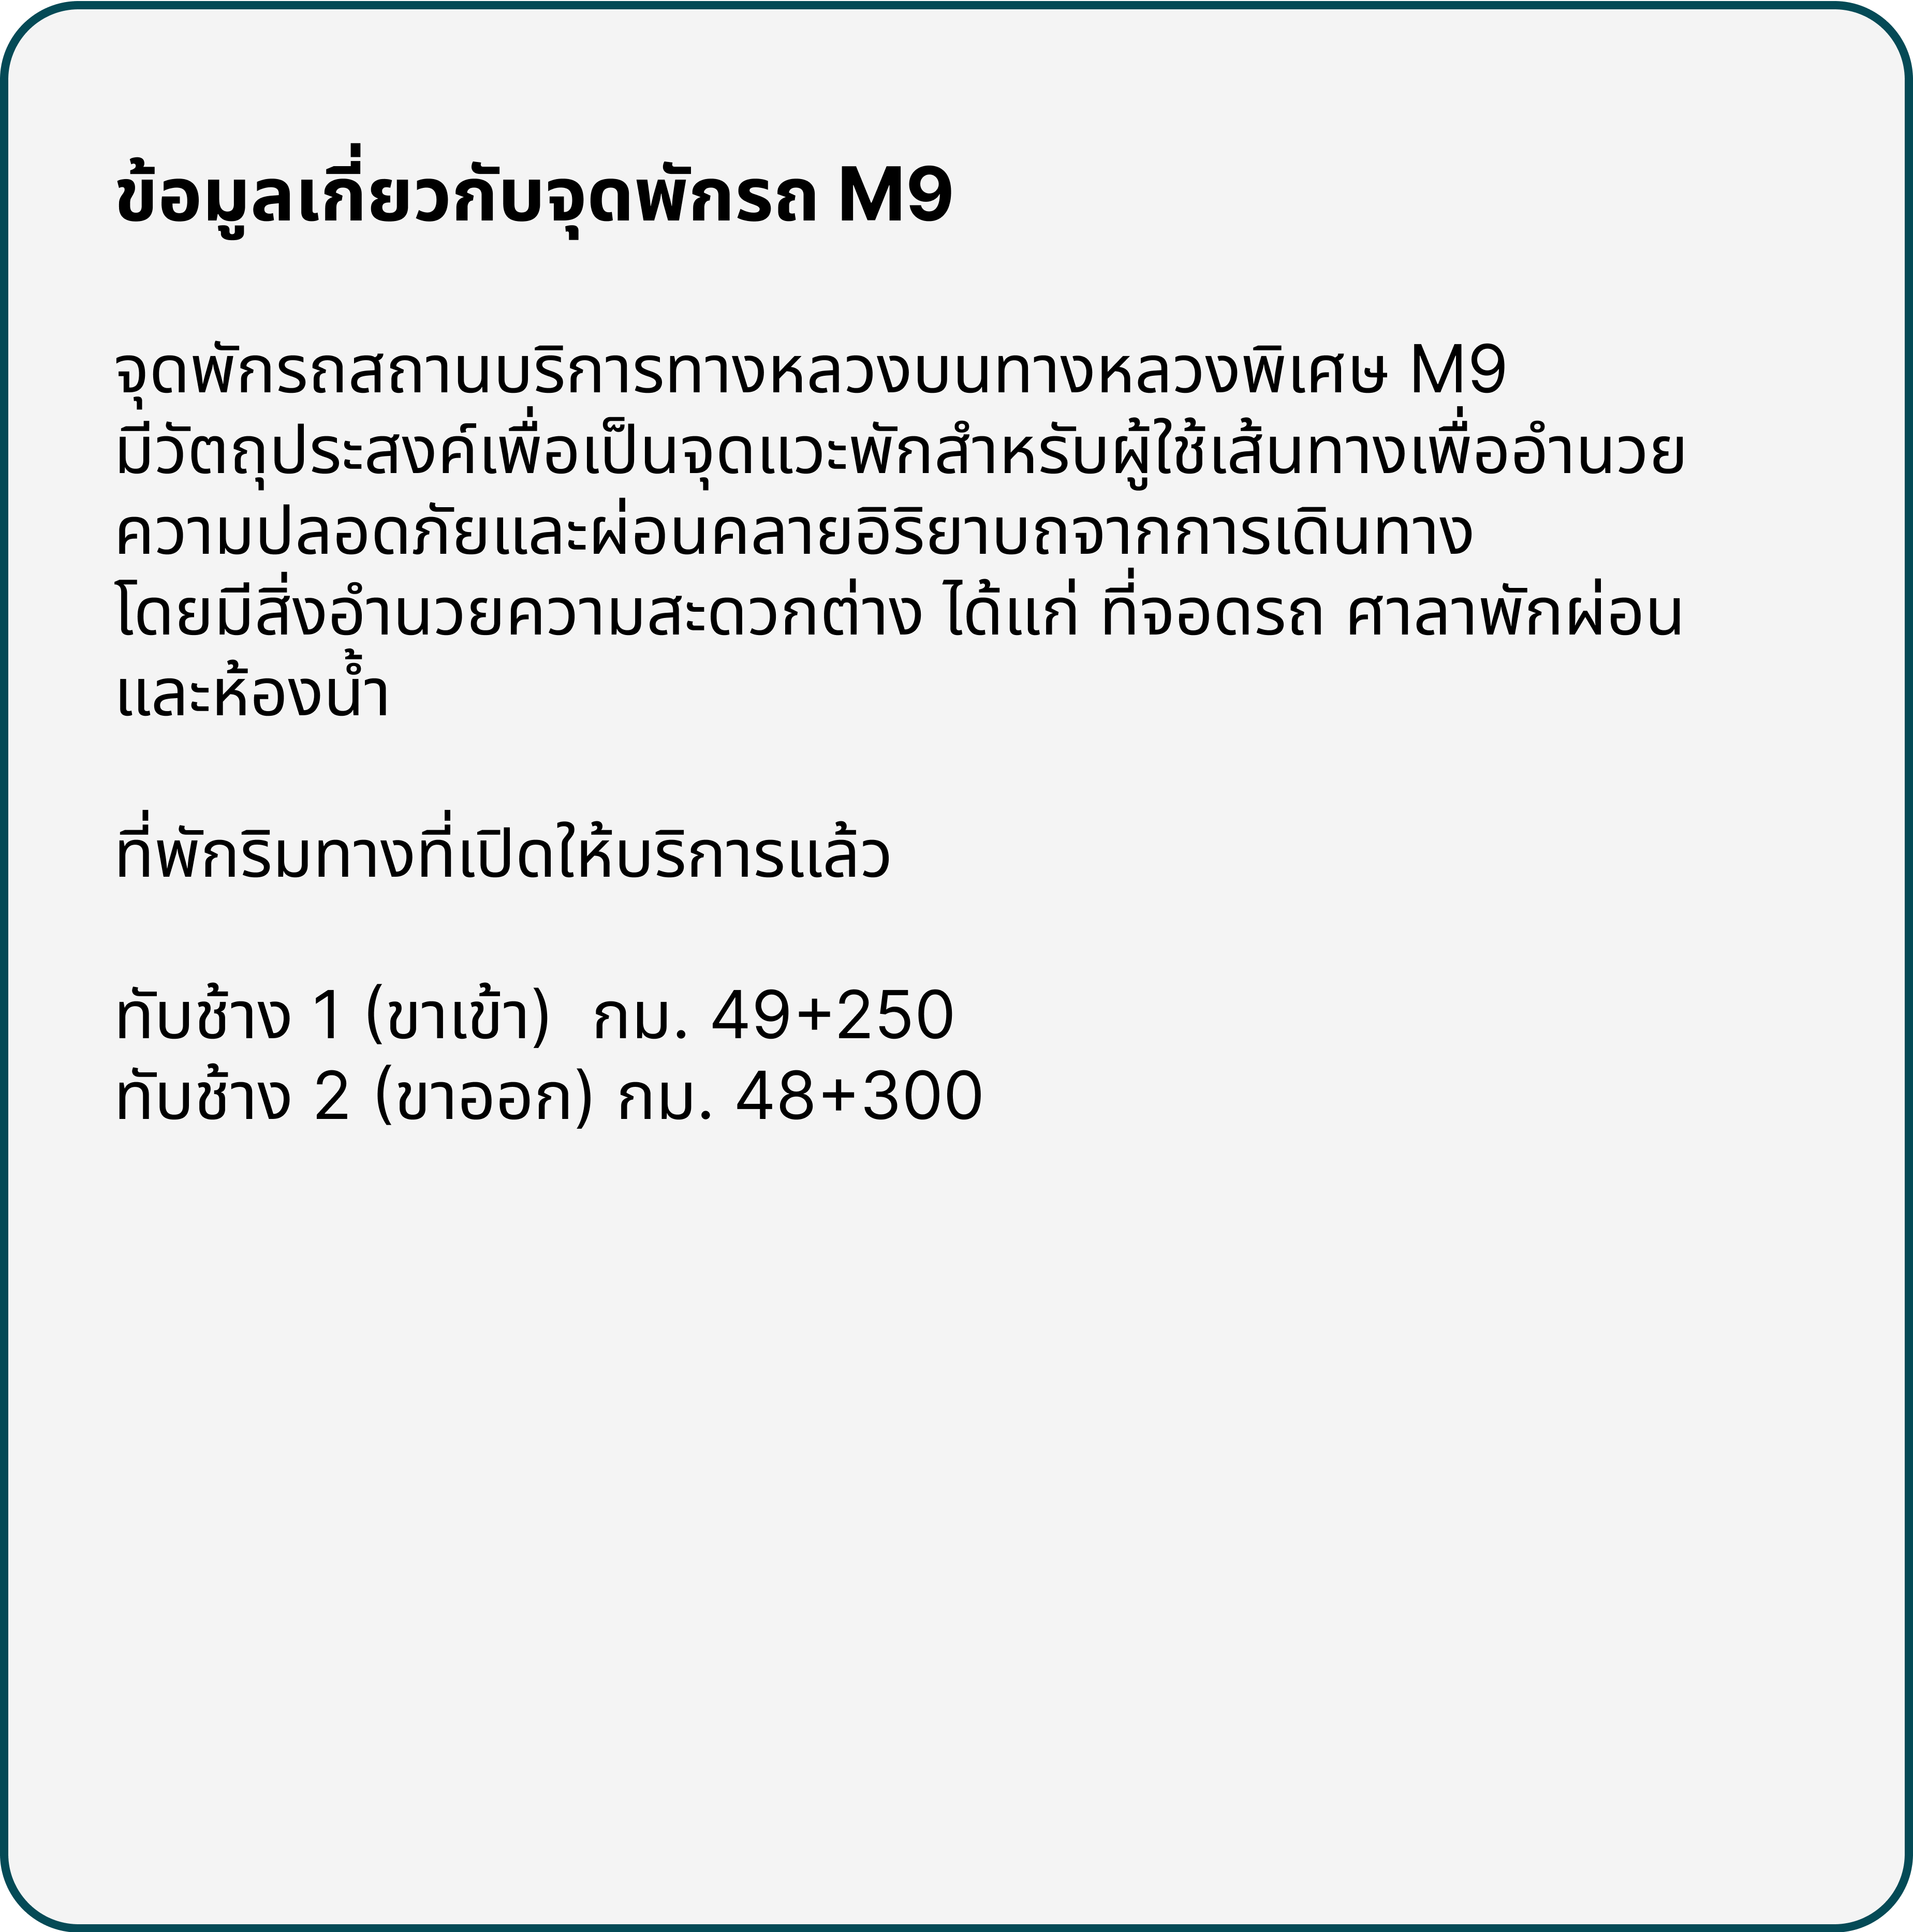 ข้อมูลเกี่ยวกับจุดพักรถ M9
จุดพักรถสถานบริการทางหลวงบนทางหลวงพิเศษ M9
มีวัตถุประสงค์เพื่อเป็นจุดแวะพักสำหรับผู้ใช้เส้นทางเพื่ออำนวย
ความปลอดภัยและผ่อนคลายอิริยาบถจากการเดินทาง
โดยมีสิ่งอำนวยความสะดวกต่าง ได้แก่ ที่จอดรถ ศาลาพักผ่อน
และห้องน้ำ
ที่พักริมทางที่เปิดให้บริการแล้ว
ทับช้าง 1 (ขาเข้า) กม. 49+250
ทับช้าง 2 (ขาออก) กม. 48+300